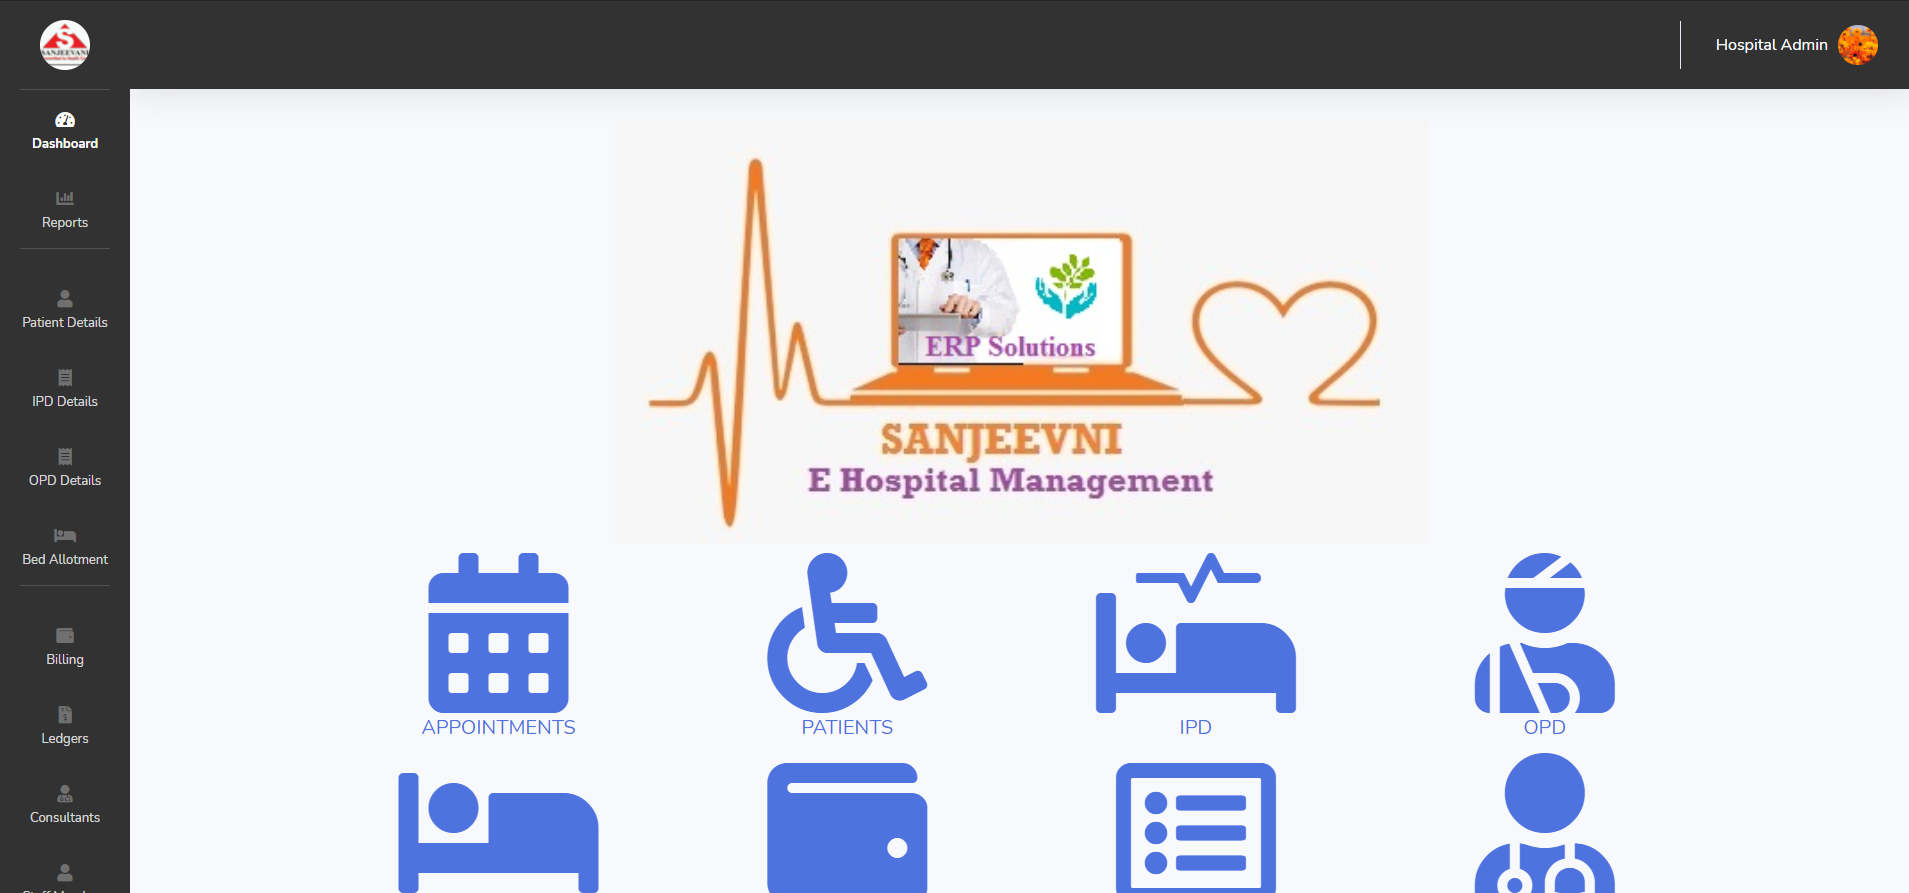 SANJEEVANI
Hospital Admin
Dashboard
Reports
Patient Details
IPD Details
OPD Details
Bed Allotment
Billing
Ledgers
Consultants
ERP Solutions
SANJEEVNI
E Hospital Management
APPOINTMENTS
PATIENTS
IPD
OPD